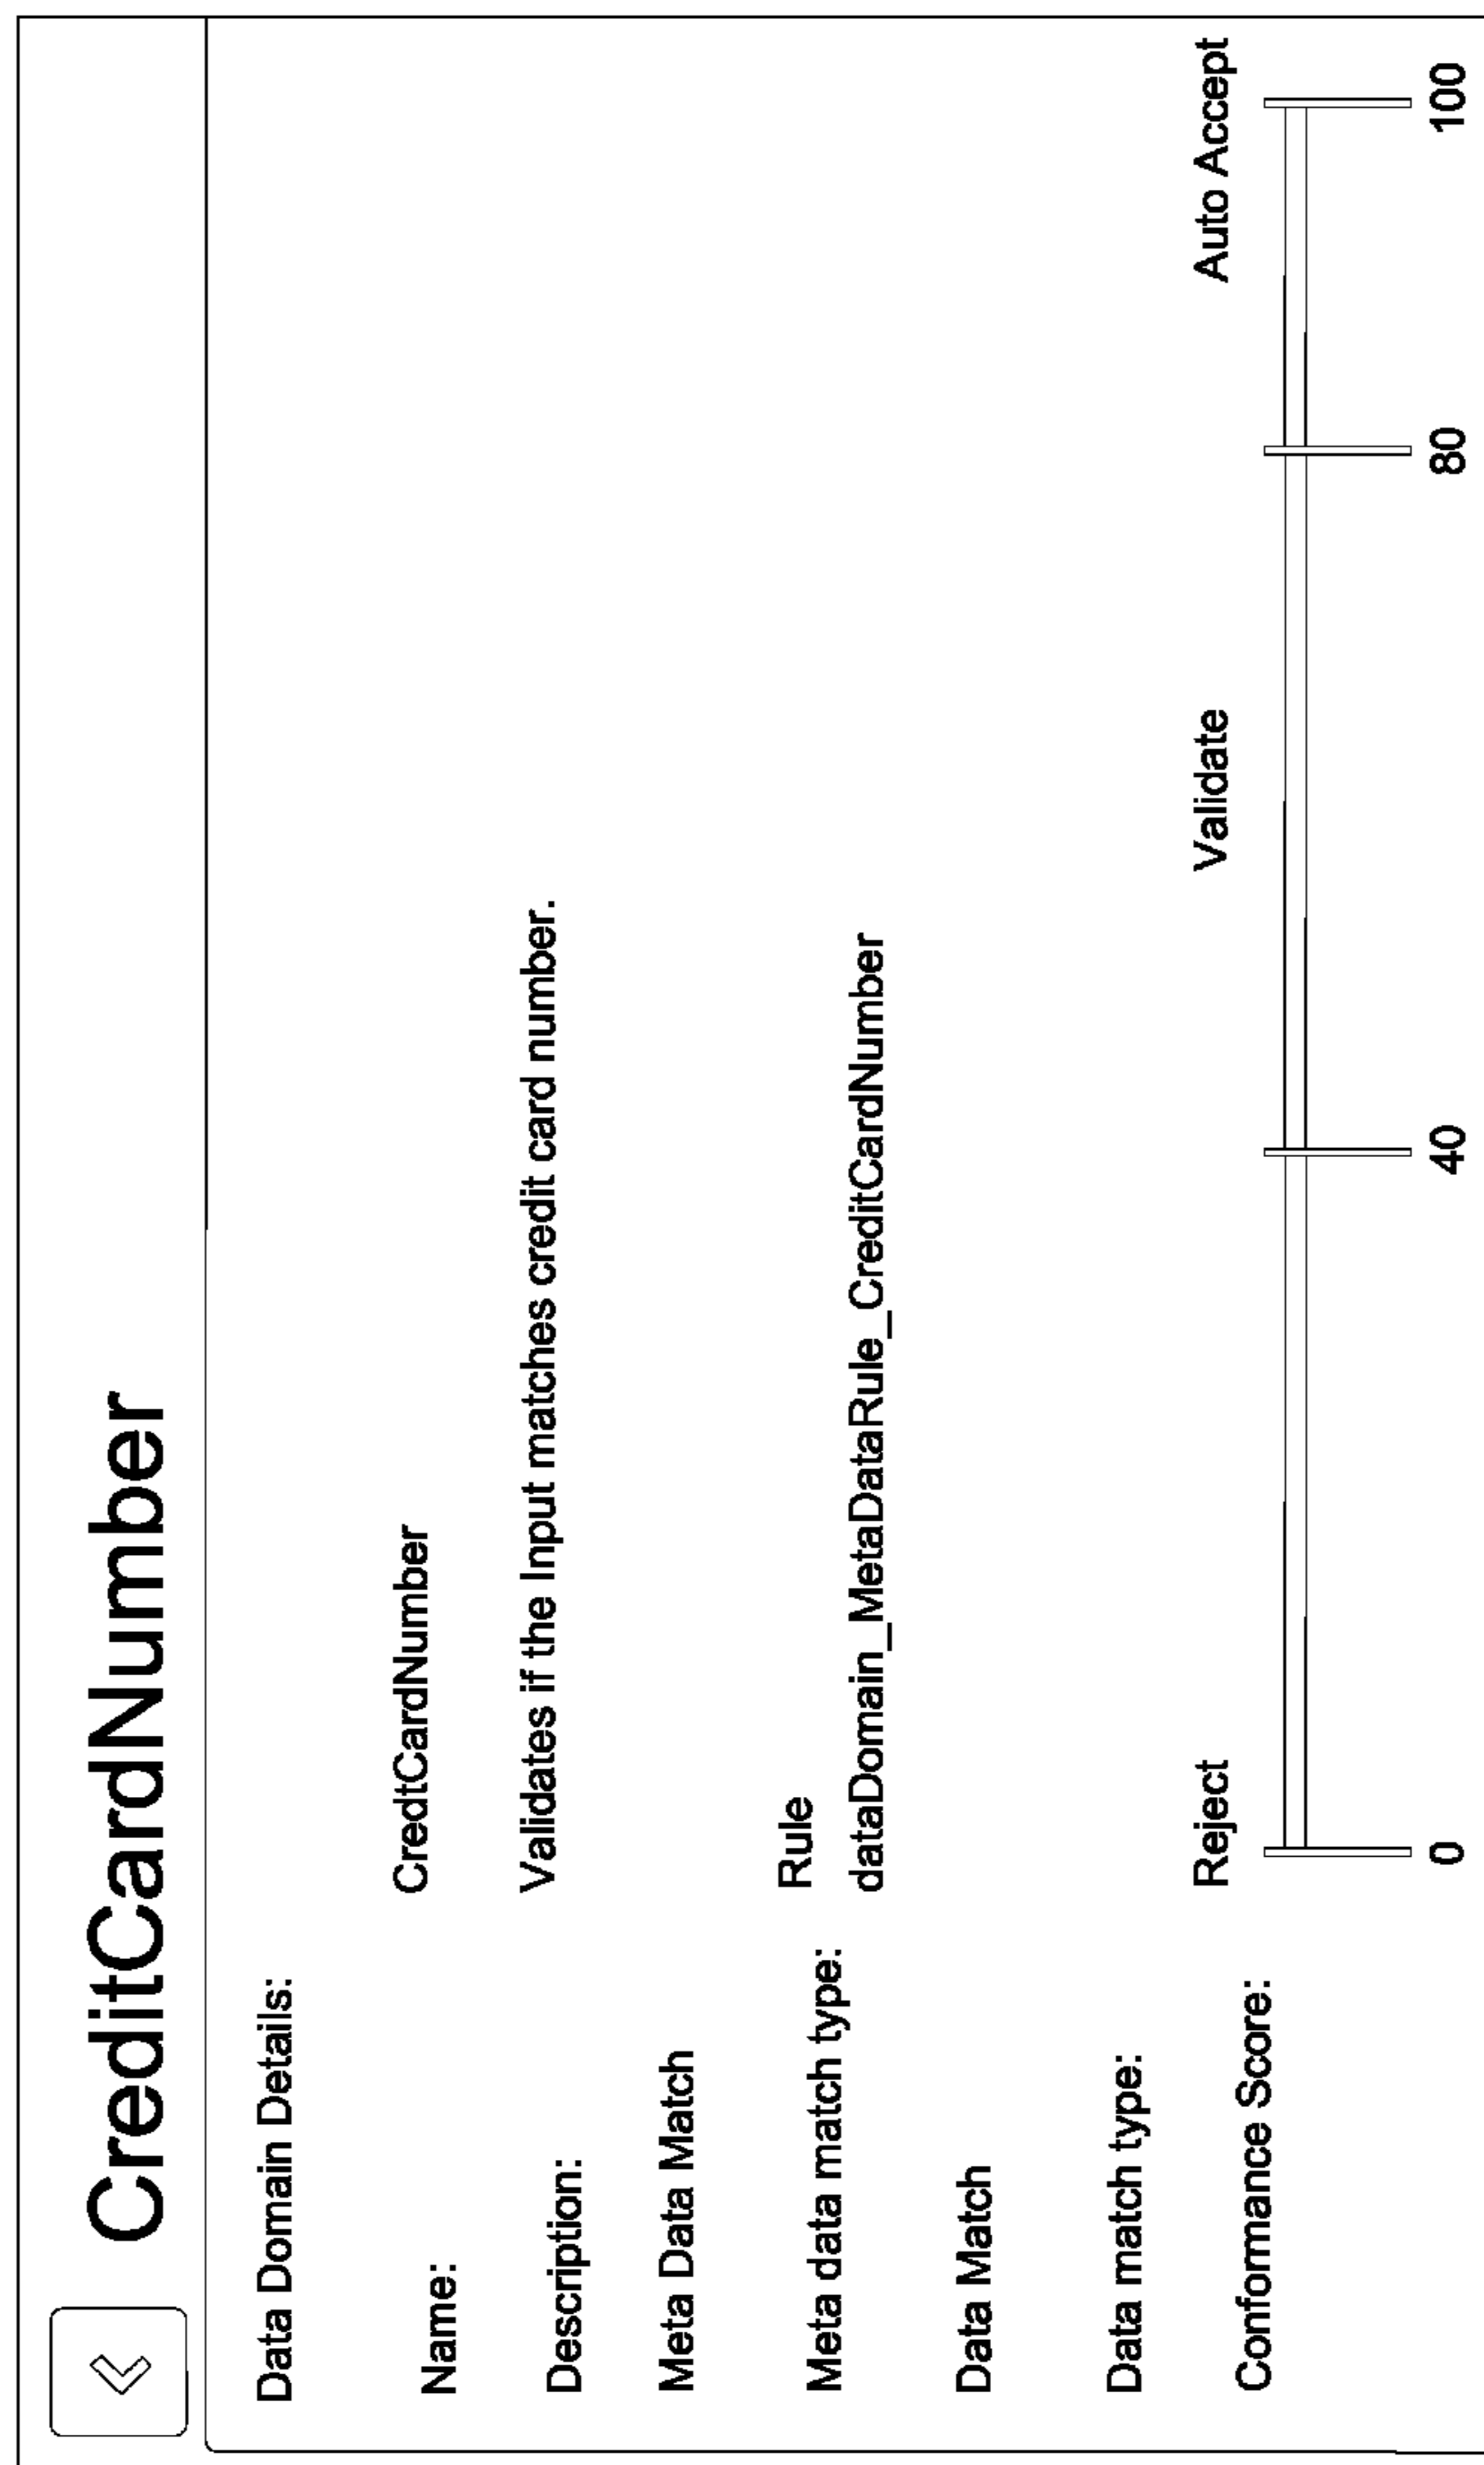 CreditCardNumber
Data Domain Details:
Name: CredtCardNumber
Description: Validates if the Input matches credit card number.
Meta Data Match
Meta data match type: Rule
dataDomain_MetaDataRule_CreditCardNumber
Data Match
Data match type:
Conformance Score: Reject Validate Auto Accept
0 40 80 100